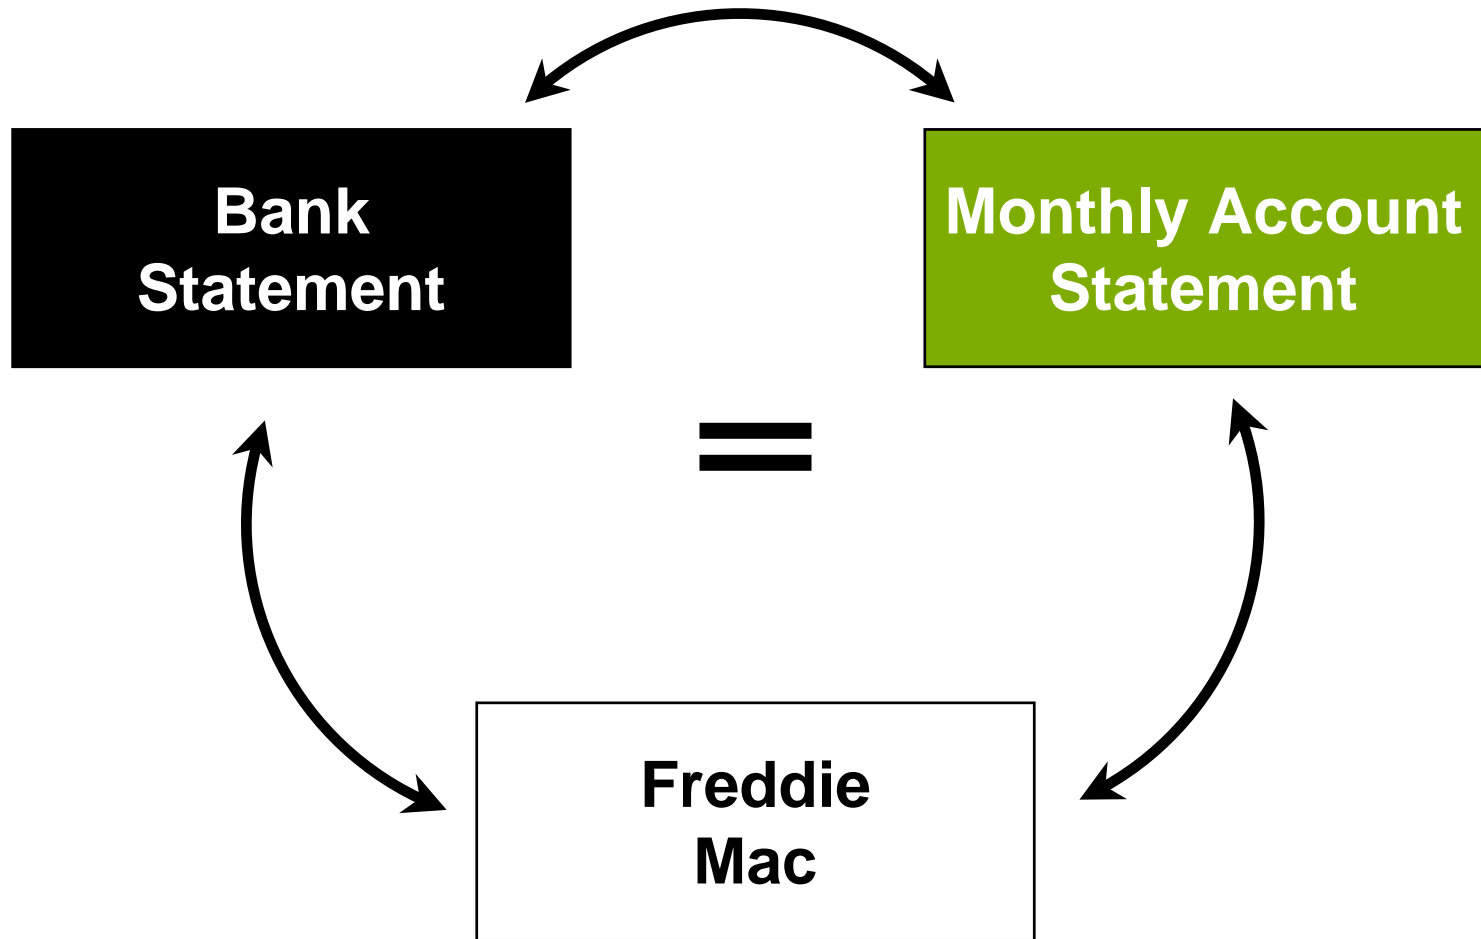 Bank
Statement
Monthly Account
Statement
=
Freddie
Mac